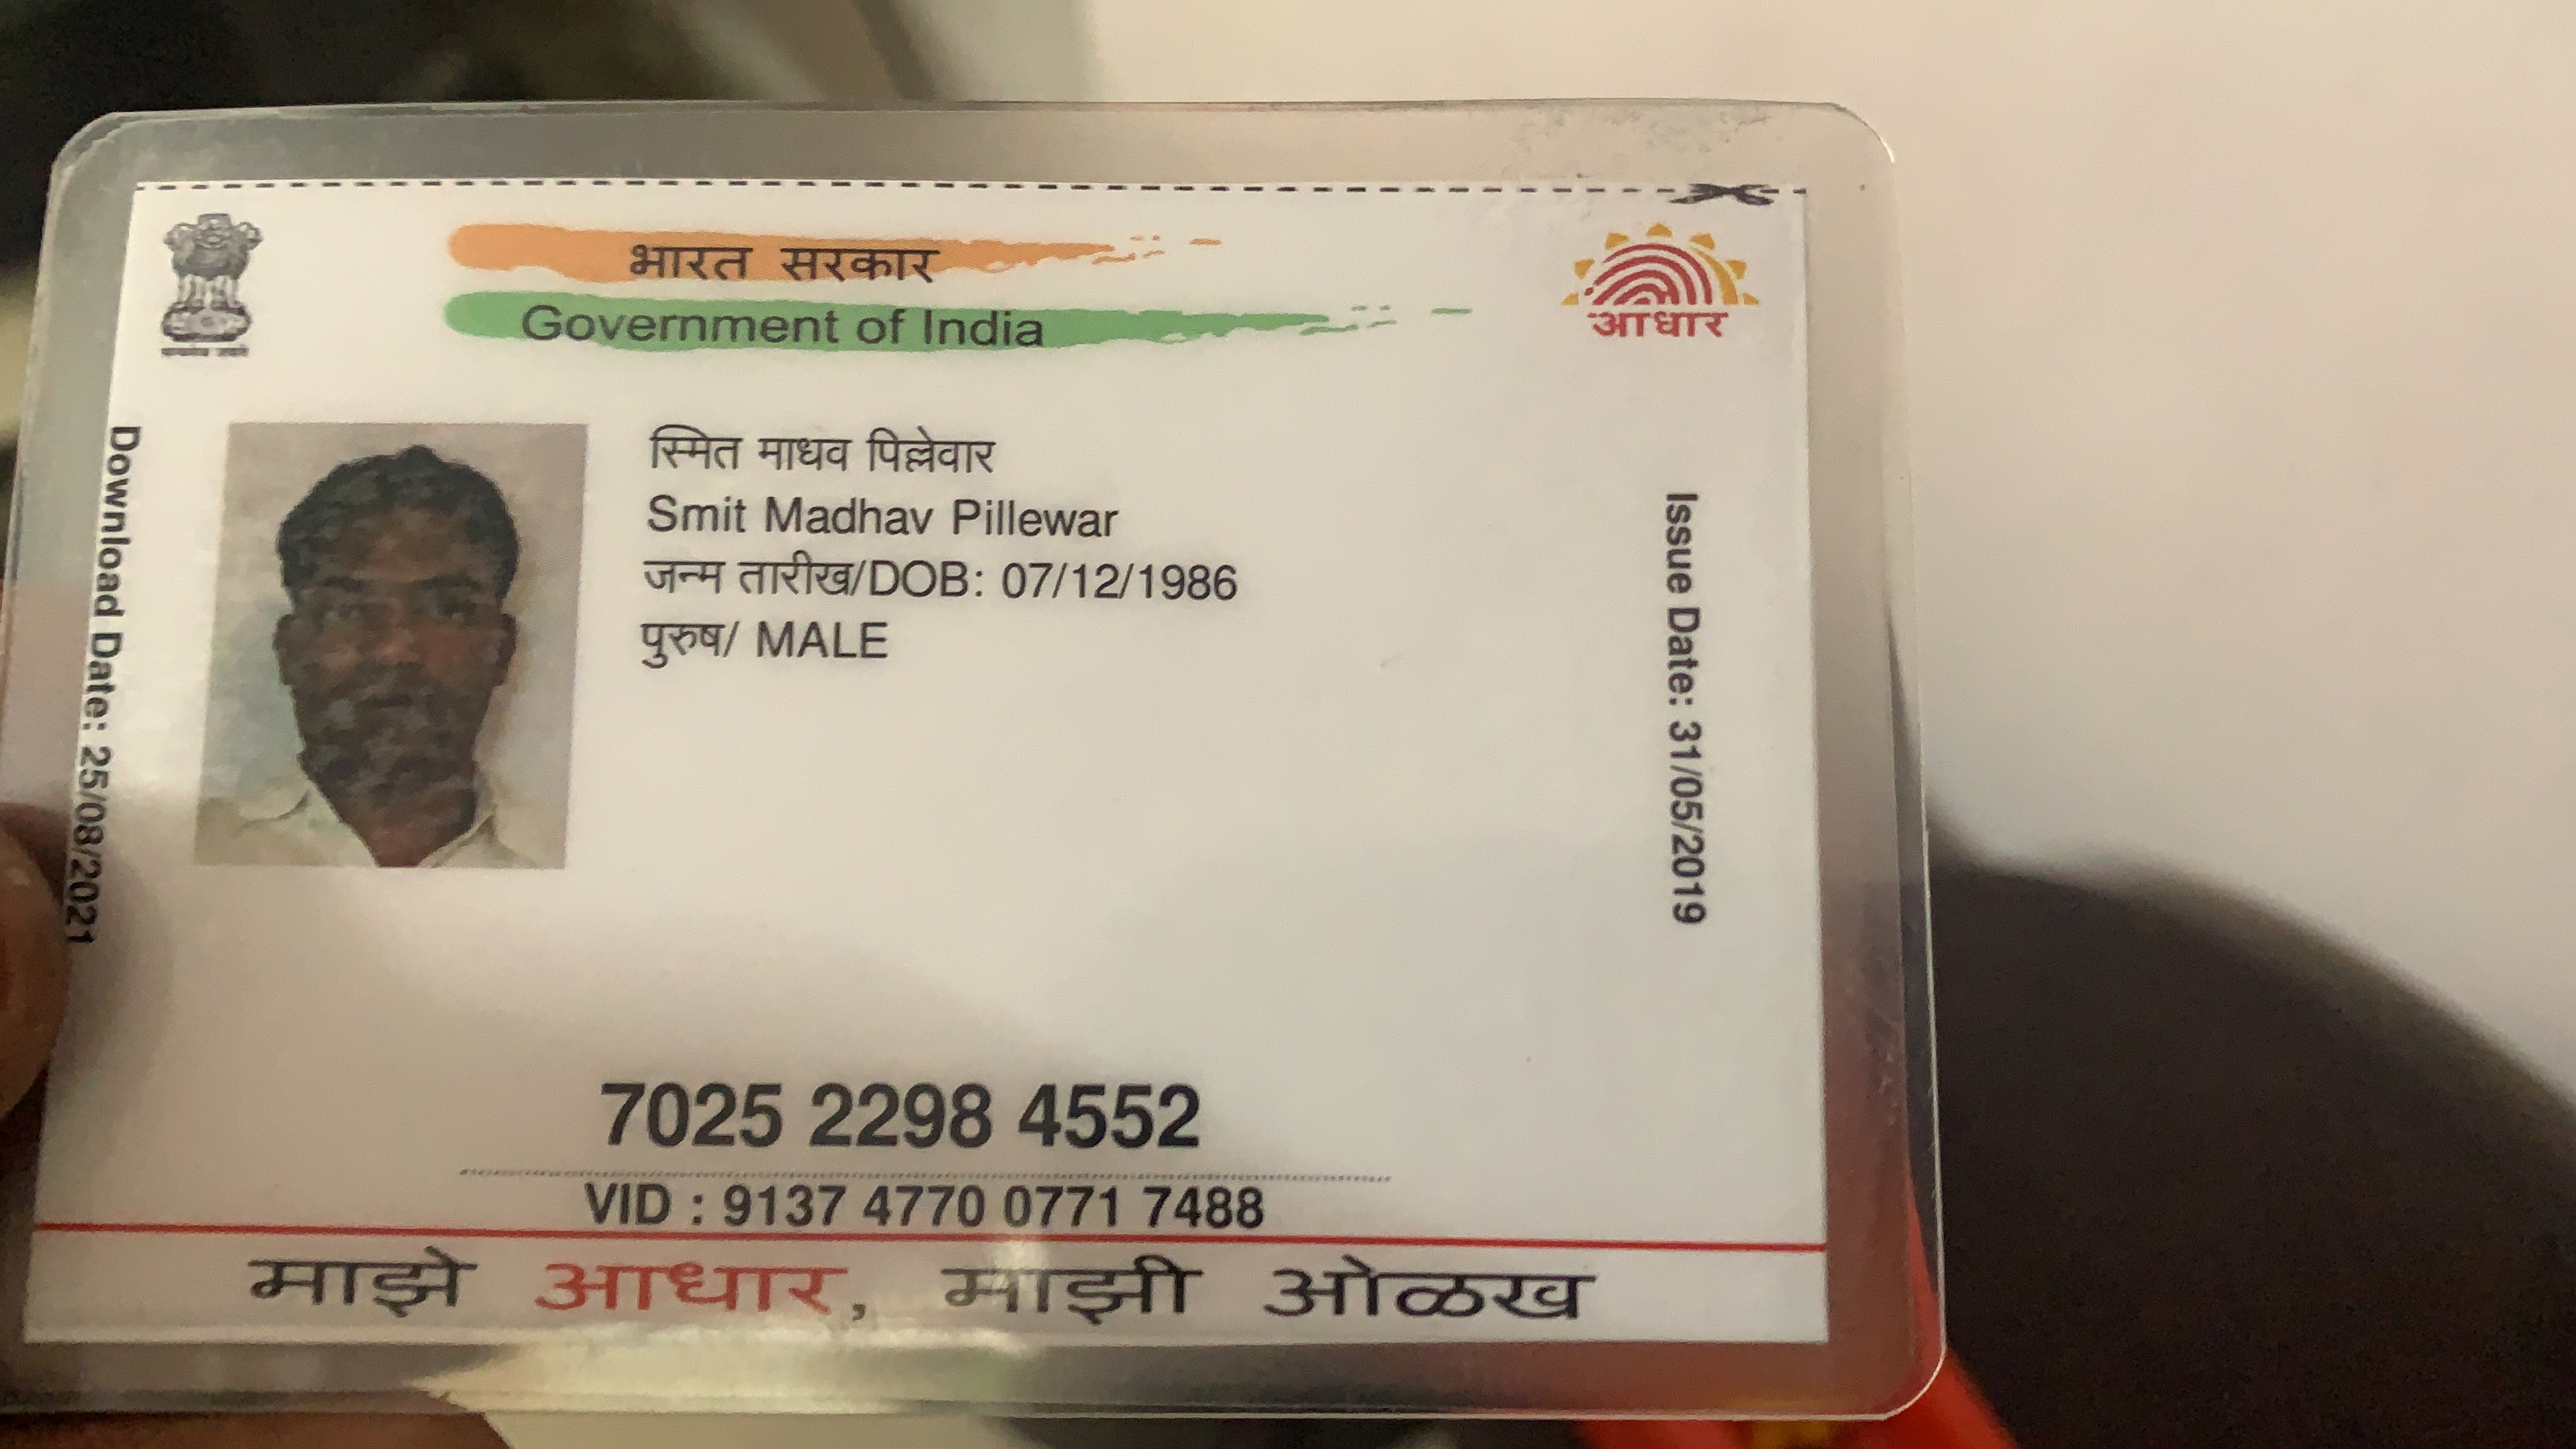 भारत सरकार
Government of India
आधार
Download Date: 25/08/2021
स्मित माधव पिल्लेवार
Smit Madhav Pillewar
जन्म तारीख/DOB: 07/12/1986
पुरुष/ MALE
Issue Date: 31/05/2019
7025 2298 4552
VID : 9137 4770 0771 7488
माझे आधार, माझी ओळख